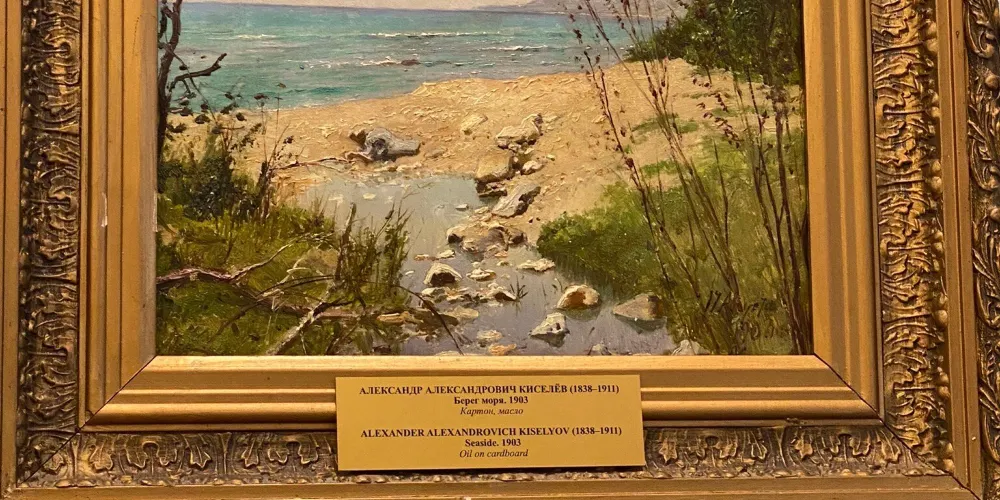 АЛЕКСАНДР АЛЕКСАНДРОВИЧ КИСЕЛЁВ (1838–1911)
Берег моря. 1903
Картон, масло
ALEXANDER ALEXANDROVICH KISELYOV (1838–1911)
Seaside. 1903
Oil on cardboard